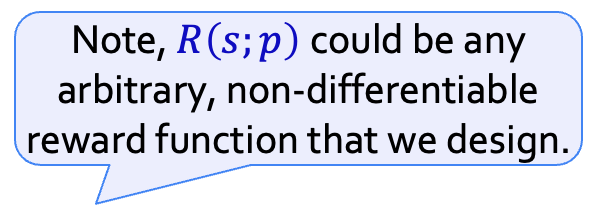 Note, R(s;p) could be any
arbitrary, non-differentiable
reward function that we design.